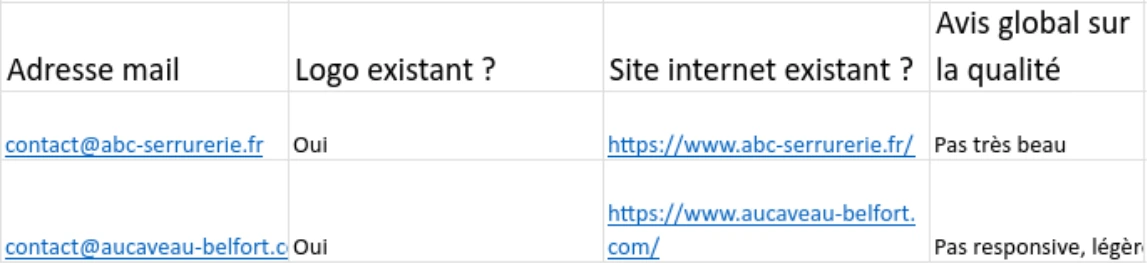 Adresse mail
Logo existant ?
Site internet existant ?
Avis global sur
la qualité
contact@abc-serrurerie.fr
Oui
https://www.abc-serrurerie.fr/
Pas très beau
contact@aucaveau-belfort.c
Oui
https://www.aucaveau-belfort.
com/
Pas responsive,